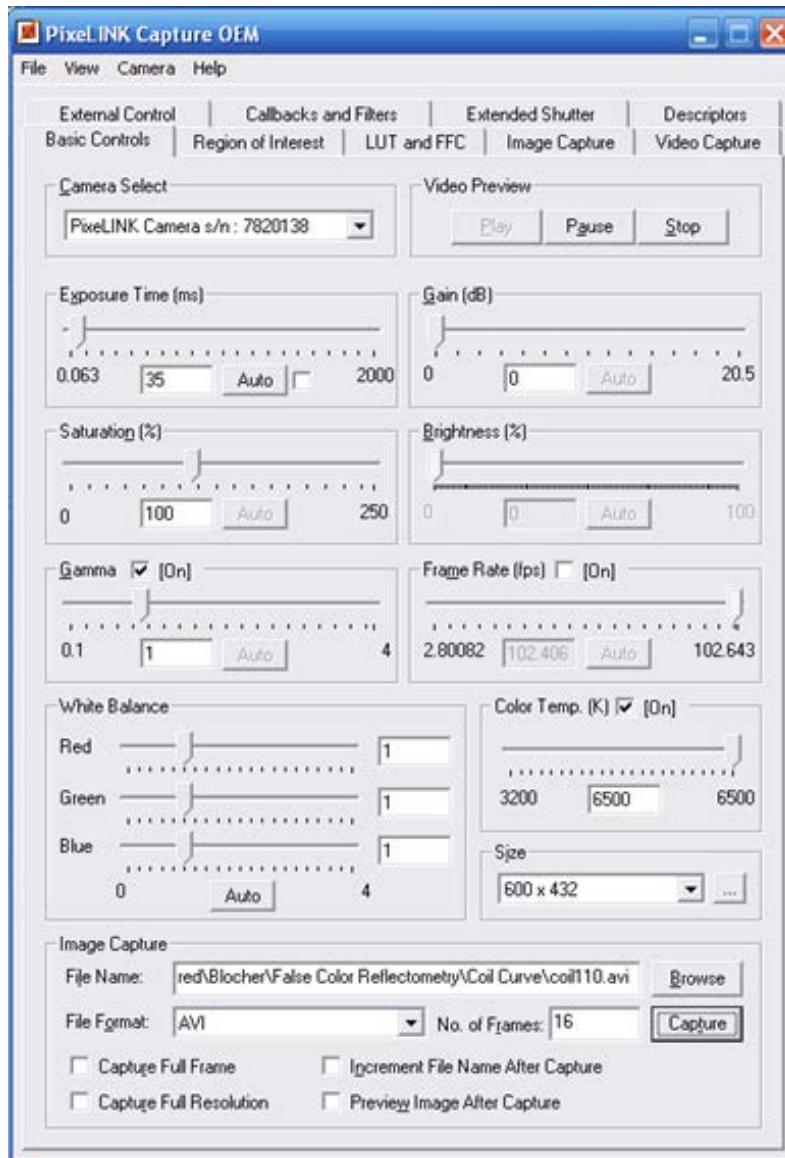 PixeLINK Capture OEM
File View Camera Help
External Control Callbacks and Filters Extended Shutter Descriptors
Basic Controls Region of Interest LUT and FFC Image Capture Video Capture
Camera Select
PixeLINK Camera s/n : 7820138
Video Preview
Play Pause Stop
Exposure Time (ms)
0.063 35 Auto 2000
Gain (dB)
0 0 Auto 20.5
Saturation (%)
0 100 Auto 250
Brightness (%)
0 0 Auto 100
Gamma [On]
0.1 1 Auto 4
Frame Rate (fps) [On]
2.80082 102.406 Auto 102.643
White Balance
Red 1
Green 1
Blue 1
0 Auto 4
Color Temp. (K) [On]
3200 6500 6500
Size
600 x 432 ...
Image Capture
File Name: red\Blocher\False Color Reflectometry\Coil Curve\coil110.avi Browse
File Format: AVI No. of Frames: 16 Capture
Capture Full Frame Increment File Name After Capture
Capture Full Resolution Preview Image After Capture